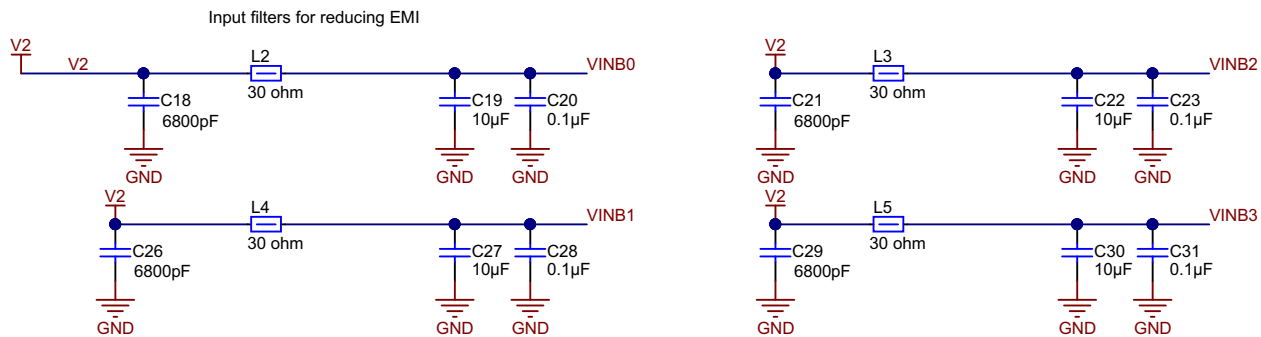 Input filters for reducing EMI
V2
V2
L2
VINB0
C18
6800pF
30 ohm
C19
10µF
C20
0.1µF
GND
GND
GND
V2
L3
VINB2
C21
6800pF
30 ohm
C22
10µF
C23
0.1µF
GND
GND
GND
V2
L4
VINB1
C26
6800pF
30 ohm
C27
10µF
C28
0.1µF
GND
GND
GND
V2
L5
VINB3
C29
6800pF
30 ohm
C30
10µF
C31
0.1µF
GND
GND
GND